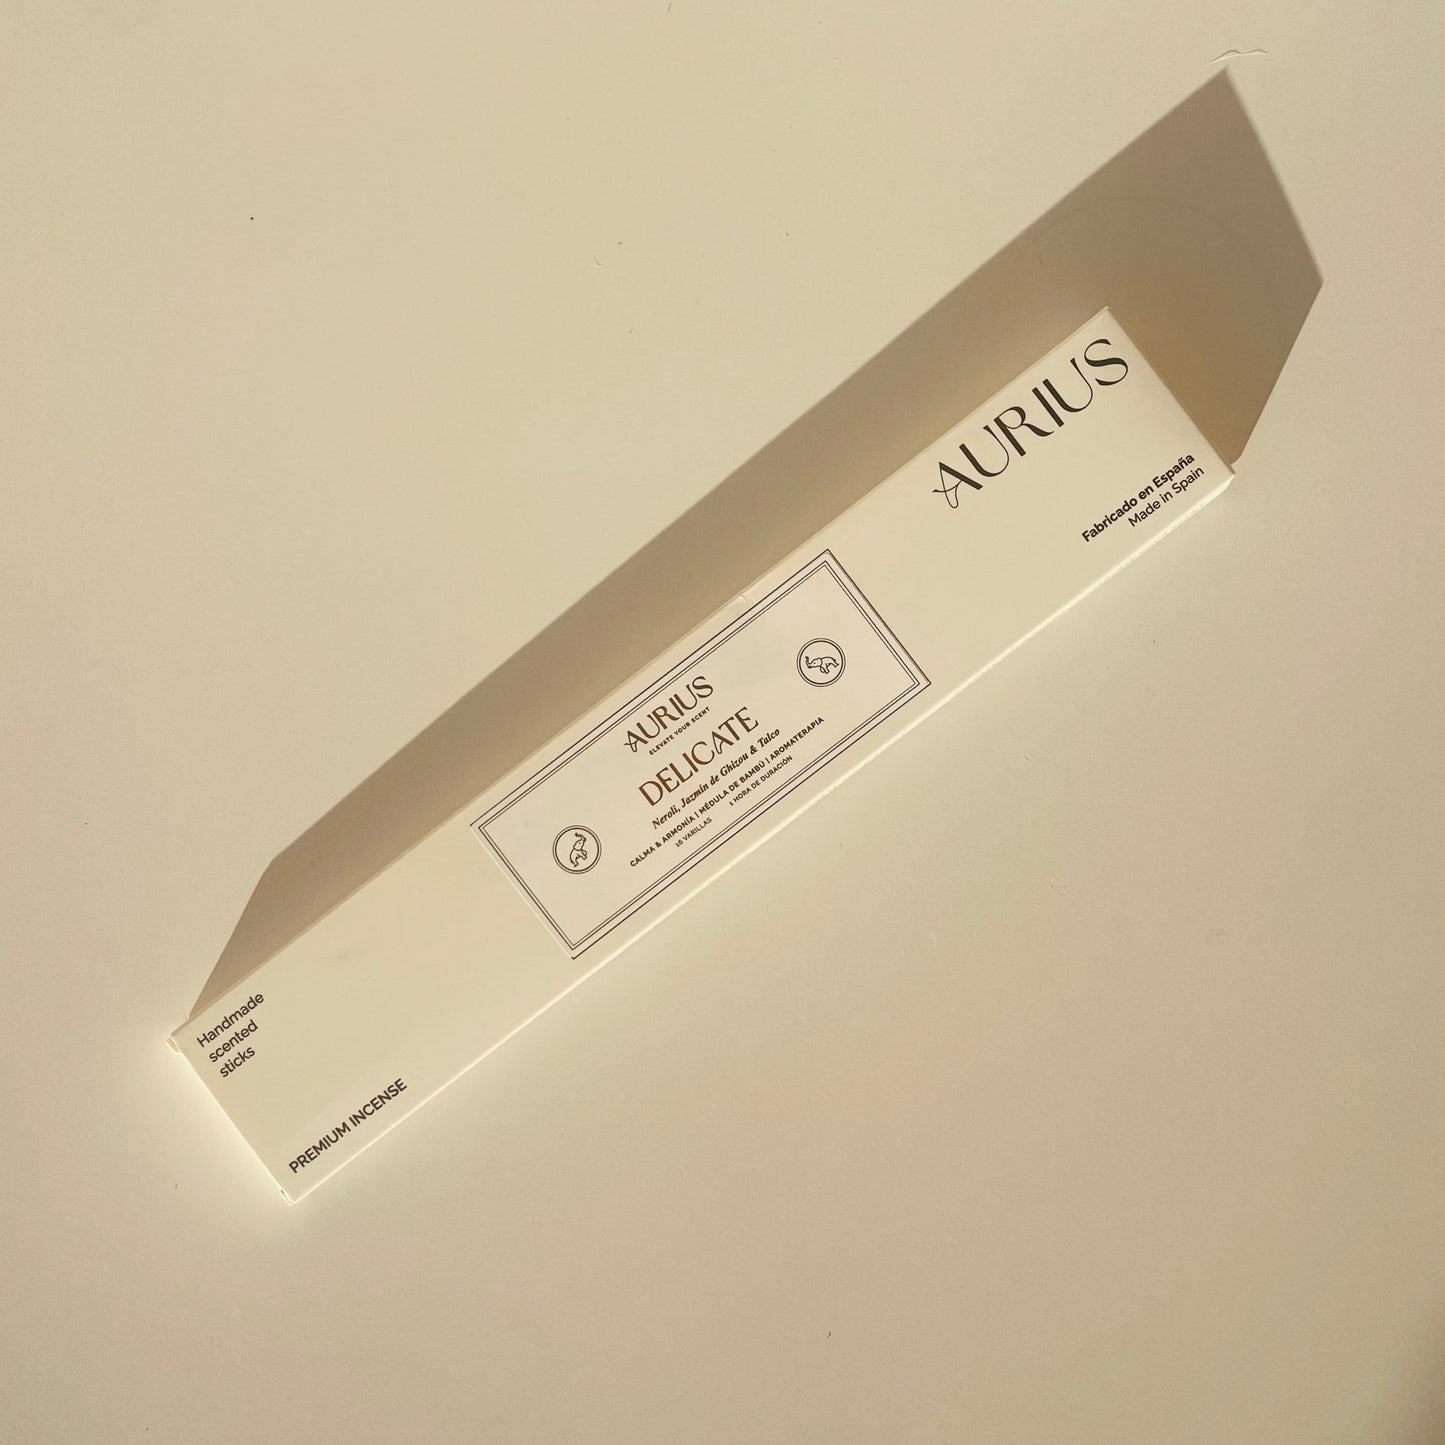 AURIUS
Fabricado en España
Made in Spain
AURIUS
ELEVATE YOUR SCENT
DELICATE
Neroli, Jazmín de Ghizou & Talco
CALMA & ARMONÍA | MÉDULA DE BAMBÚ | AROMATERAPIA
16 VARILLAS 1 HORA DE DURACIÓN
Handmade
scented
sticks
PREMIUM INCENSE